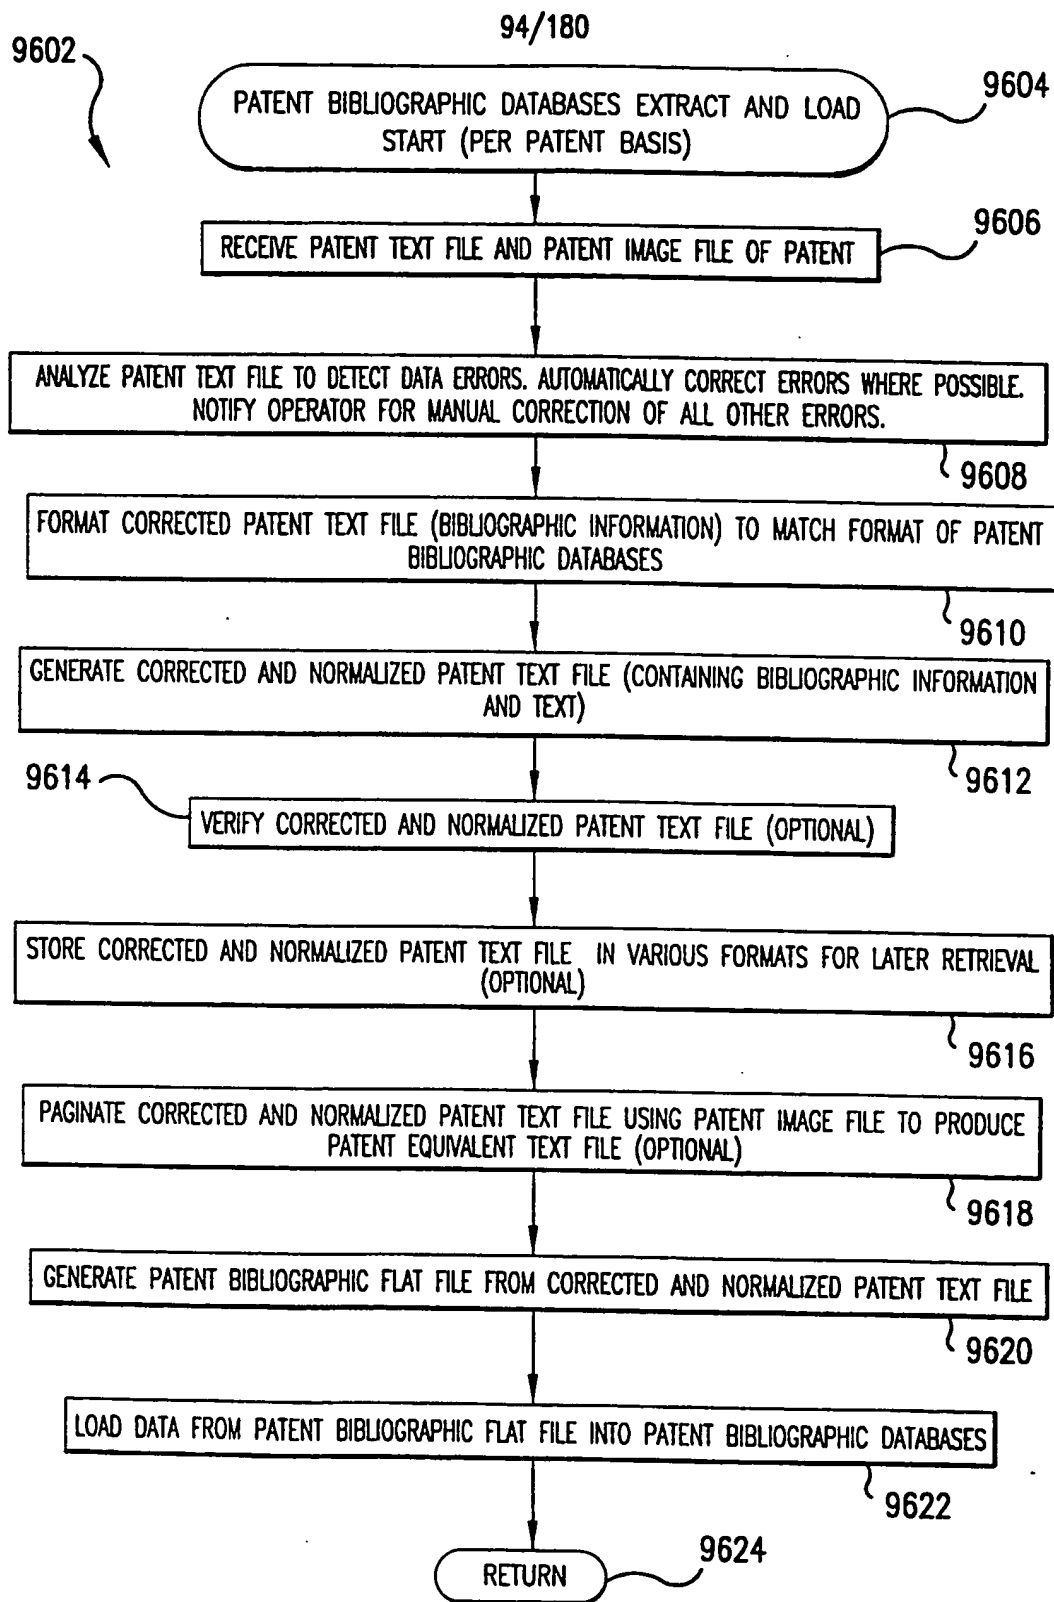 94/180
9602
PATENT BIBLIOGRAPHIC DATABASES EXTRACT AND LOAD
START (PER PATENT BASIS)
9604
RECEIVE PATENT TEXT FILE AND PATENT IMAGE FILE OF PATENT
9606
ANALYZE PATENT TEXT FILE TO DETECT DATA ERRORS. AUTOMATICALLY CORRECT ERRORS WHERE POSSIBLE.
NOTIFY OPERATOR FOR MANUAL CORRECTION OF ALL OTHER ERRORS.
9608
FORMAT CORRECTED PATENT TEXT FILE (BIBLIOGRAPHIC INFORMATION) TO MATCH FORMAT OF PATENT
BIBLIOGRAPHIC DATABASES
9610
GENERATE CORRECTED AND NORMALIZED PATENT TEXT FILE (CONTAINING BIBLIOGRAPHIC INFORMATION
AND TEXT)
9612
9614
VERIFY CORRECTED AND NORMALIZED PATENT TEXT FILE (OPTIONAL)
STORE CORRECTED AND NORMALIZED PATENT TEXT FILE IN VARIOUS FORMATS FOR LATER RETRIEVAL
(OPTIONAL)
9616
PAGINATE CORRECTED AND NORMALIZED PATENT TEXT FILE USING PATENT IMAGE FILE TO PRODUCE
PATENT EQUIVALENT TEXT FILE (OPTIONAL)
9618
GENERATE PATENT BIBLIOGRAPHIC FLAT FILE FROM CORRECTED AND NORMALIZED PATENT TEXT FILE
9620
LOAD DATA FROM PATENT BIBLIOGRAPHIC FLAT FILE INTO PATENT BIBLIOGRAPHIC DATABASES
9622
RETURN
9624